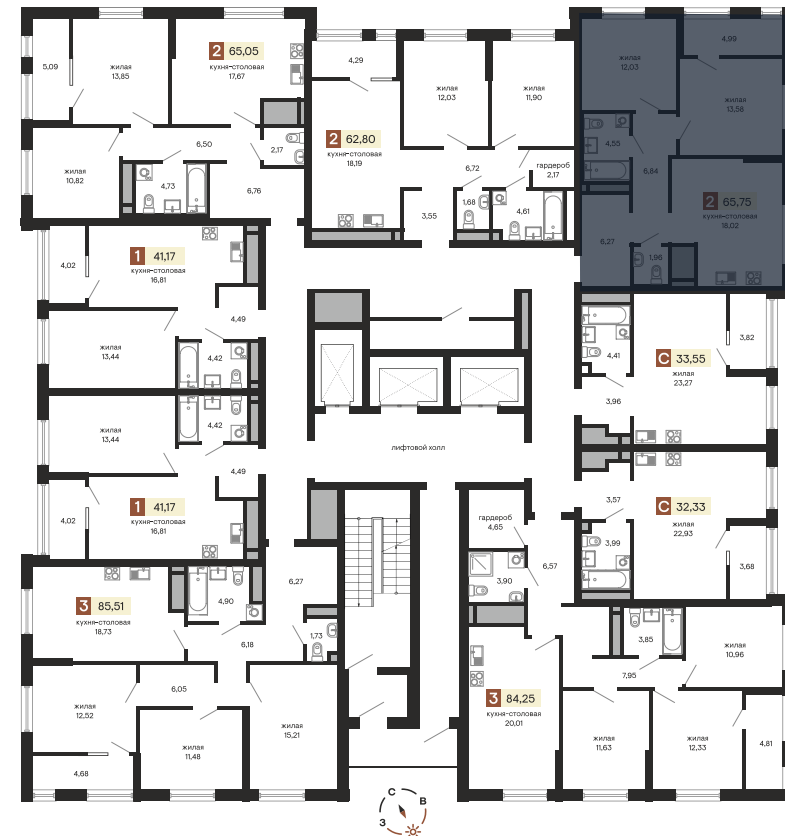 2 65,05
кухня-столовая
17,67
5,09
жилая
13,85
жилая
10,82
6,50
2,17
4,73
6,76
4,29
2 62,80
кухня-столовая
18,19
жилая
12,03
жилая
11,90
6,72
гардероб
2,17
3,55
1,68
4,61
жилая
12,03
4,99
жилая
13,58
4,55
6,84
2 65,75
кухня-столовая
18,02
6,27
1,96
4,02
1 41,17
кухня-столовая
16,81
4,49
жилая
13,44
4,42
4,42
жилая
13,44
4,49
4,02
1 41,17
кухня-столовая
16,81
4,41
С 33,55
жилая
23,27
3,82
3,96
лифтовой холл
3,57
С 32,33
жилая
22,93
3,99
3,68
гардероб
4,65
3,90
6,57
3 85,51
кухня-столовая
18,73
4,90
6,27
1,73
6,18
жилая
12,52
6,05
жилая
11,48
жилая
15,21
4,68
3 84,25
кухня-столовая
20,01
3,85
жилая
10,96
7,95
жилая
11,63
жилая
12,33
4,81
С
В
З